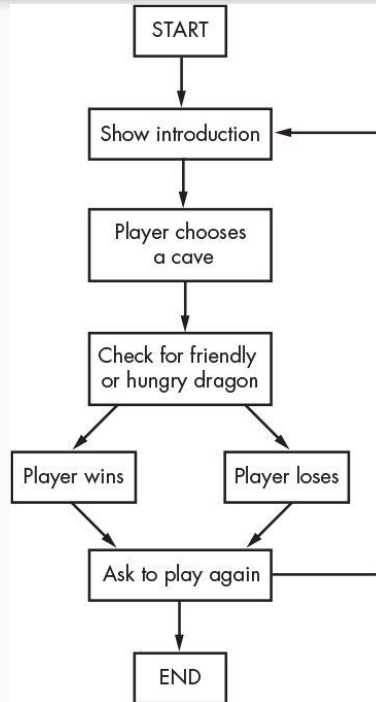 START
Show introduction
Player chooses
a cave
Check for friendly
or hungry dragon
Player wins
Player loses
Ask to play again
END